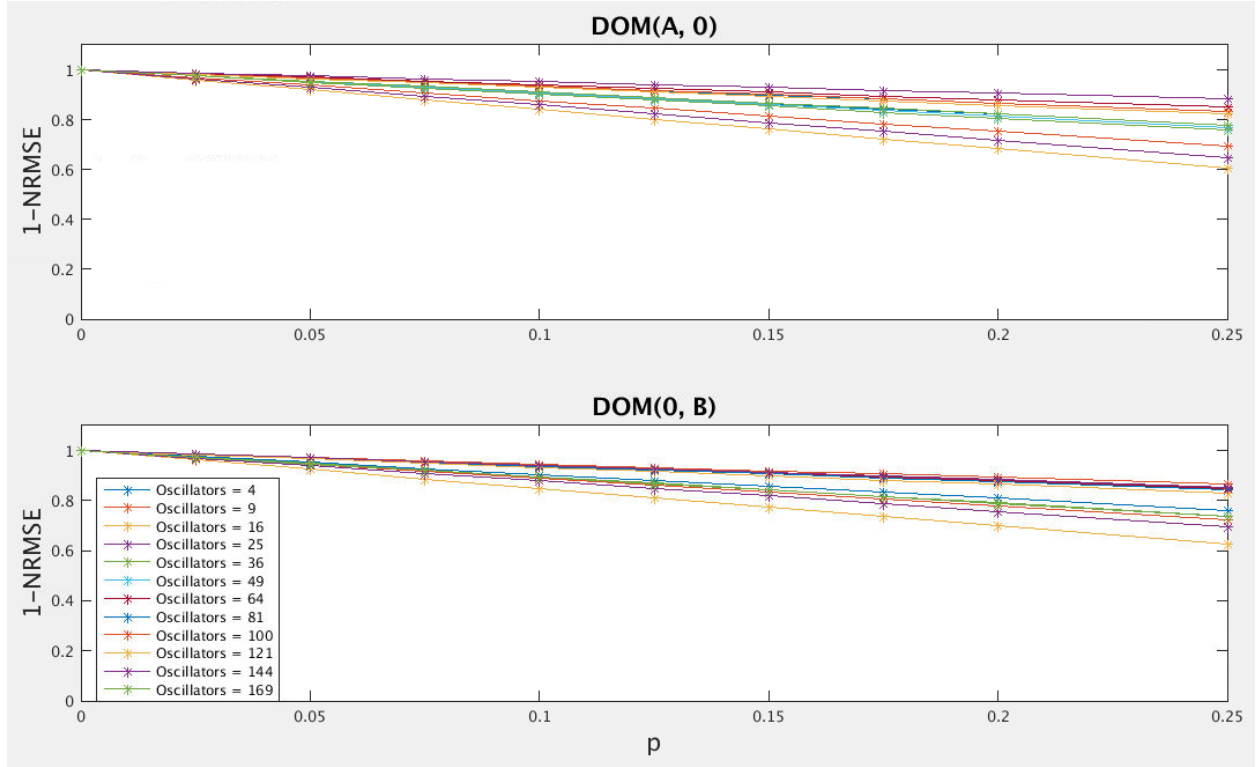 DOM(A, 0)
1-NRMSE
1
0.8
0.6
0.4
0.2
0
0
0.05
0.1
0.15
0.2
0.25
DOM(0, B)
1-NRMSE
1
0.8
0.6
0.4
0.2
0
Oscillators = 4
Oscillators = 9
Oscillators = 16
Oscillators = 25
Oscillators = 36
Oscillators = 49
Oscillators = 64
Oscillators = 81
Oscillators = 100
Oscillators = 121
Oscillators = 144
Oscillators = 169
0
0.05
0.1
0.15
0.2
0.25
p